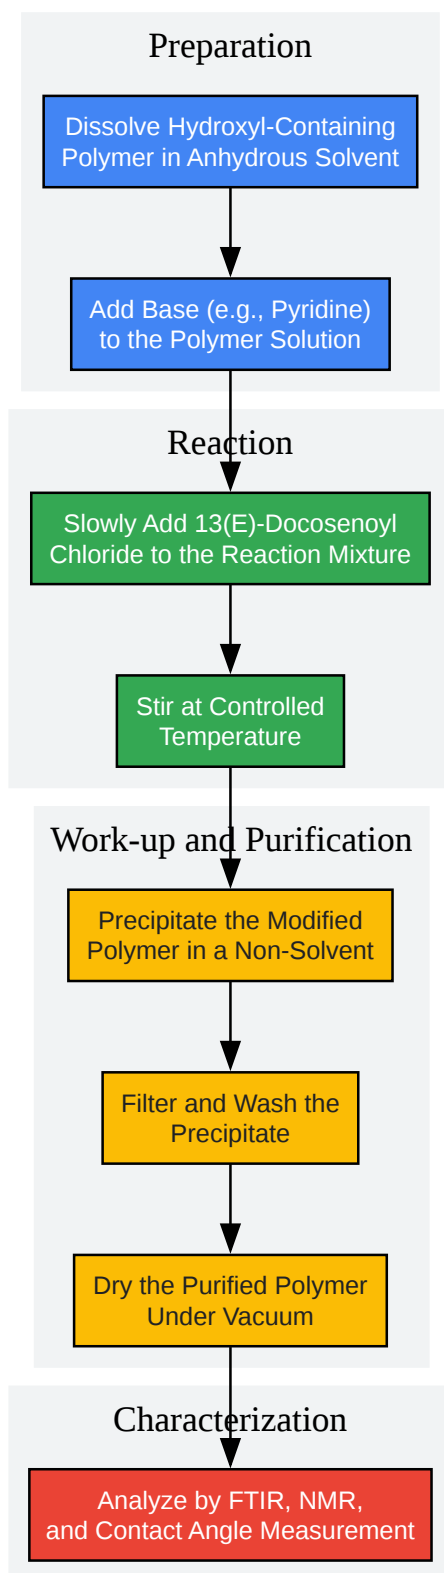 Preparation
Dissolve Hydroxyl-Containing
Polymer in Anhydrous Solvent
Add Base (e.g., Pyridine)
to the Polymer Solution
Reaction
Slowly Add 13(E)-Docosenoyl
Chloride to the Reaction Mixture
Stir at Controlled
Temperature
Work-up and Purification
Precipitate the Modified
Polymer in a Non-Solvent
Filter and Wash the
Precipitate
Dry the Purified Polymer
Under Vacuum
Characterization
Analyze by FTIR, NMR,
and Contact Angle Measurement